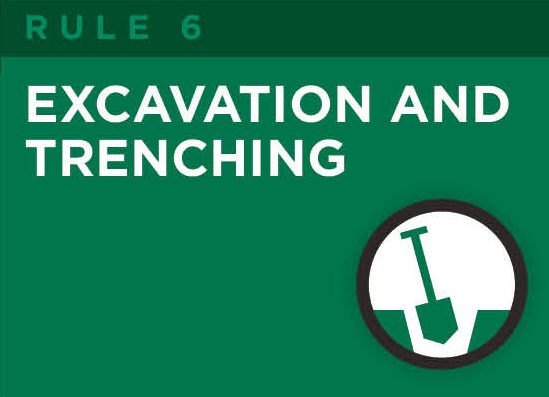 RULE 6
EXCAVATION AND
TRENCHING